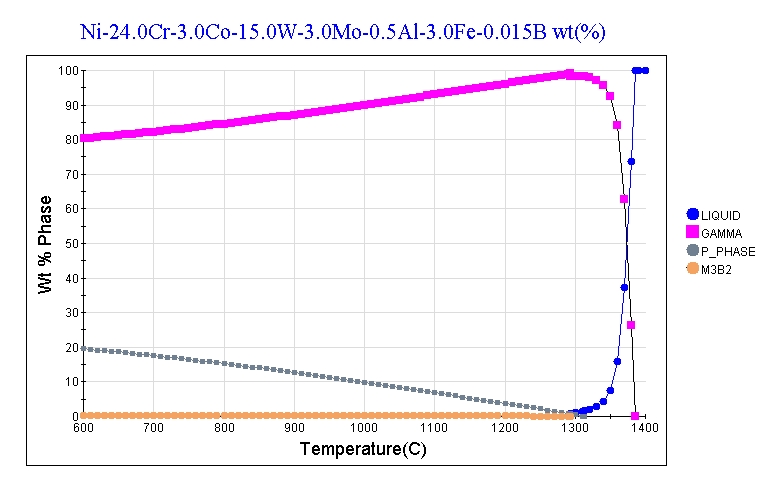 Ni-24.0Cr-3.0Co-15.0W-3.0Mo-0.5Al-3.0Fe-0.015B wt(%)
100
90
80
70
60
50
40
30
20
10
0
Wt % Phase
600 700 800 900 1000 1100 1200 1300 1400
Temperature(C)
LIQUID
GAMMA
P_PHASE
M3B2